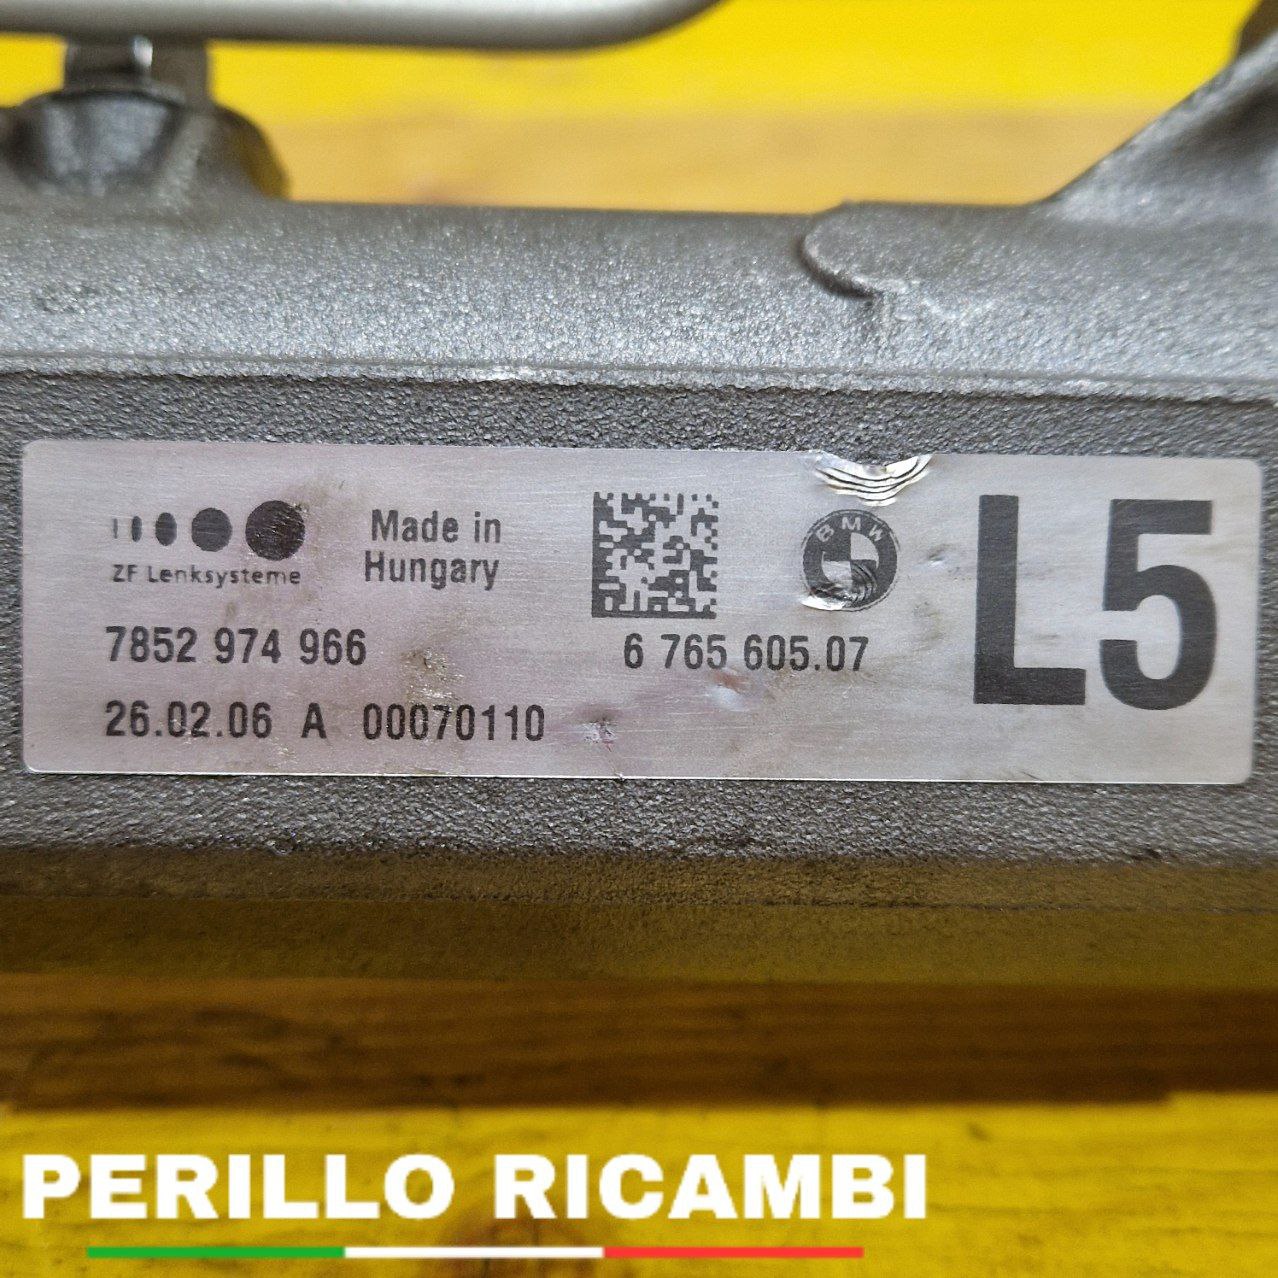 ZF Lenksysteme
Made in
Hungary
BMW
L5
7852 974 966
6 765 605.07
26.02.06 A 00070110
PERILLO RICAMBI